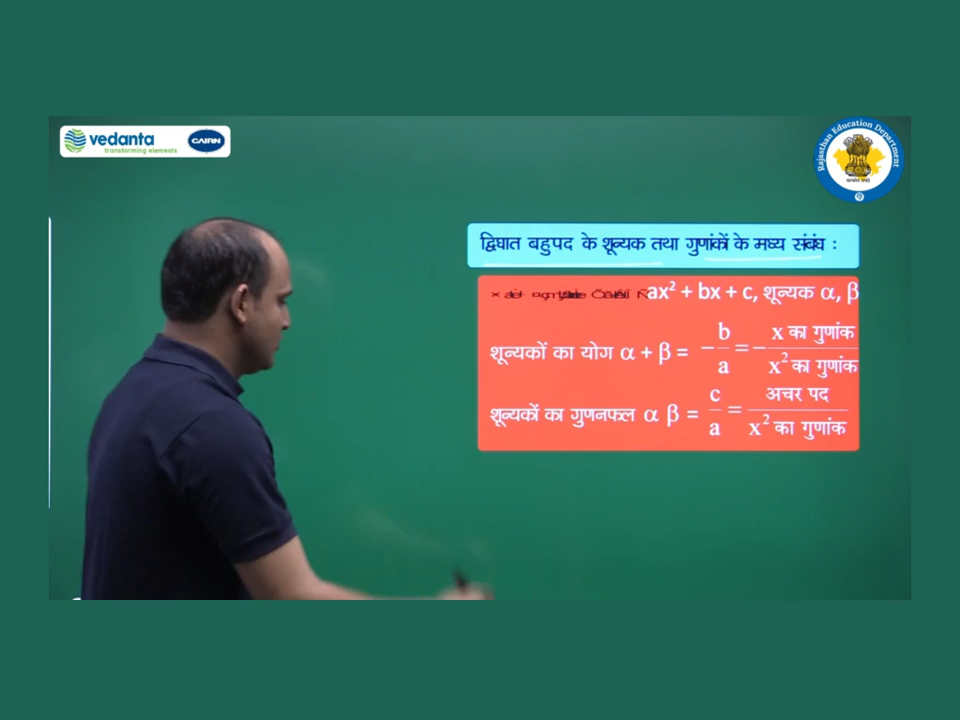 vedanta
transforming elements
CAIRN
Rajasthan Education Department
द्विघात बहुपद के शून्यक तथा गुणांकों के मध्य संबंध :
ax² + bx + c, शून्यक α, β
शून्यकों का योग α + β = - b/a = - x का गुणांक / x² का गुणांक
शून्यकों का गुणनफल α β = c/a = अचर पद / x² का गुणांक